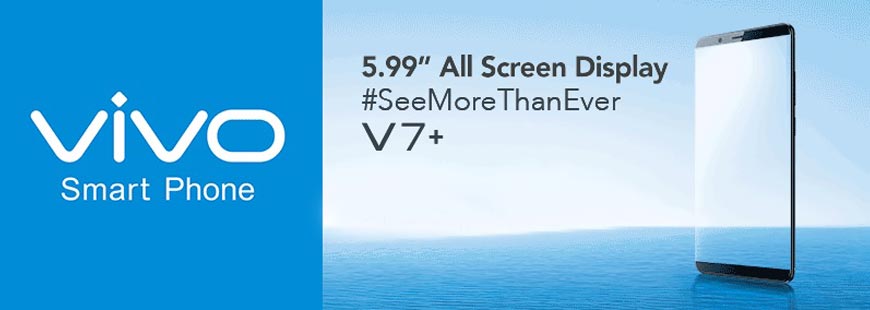 vivo
Smart Phone
5.99” All Screen Display
#SeeMoreThanEver
V7+